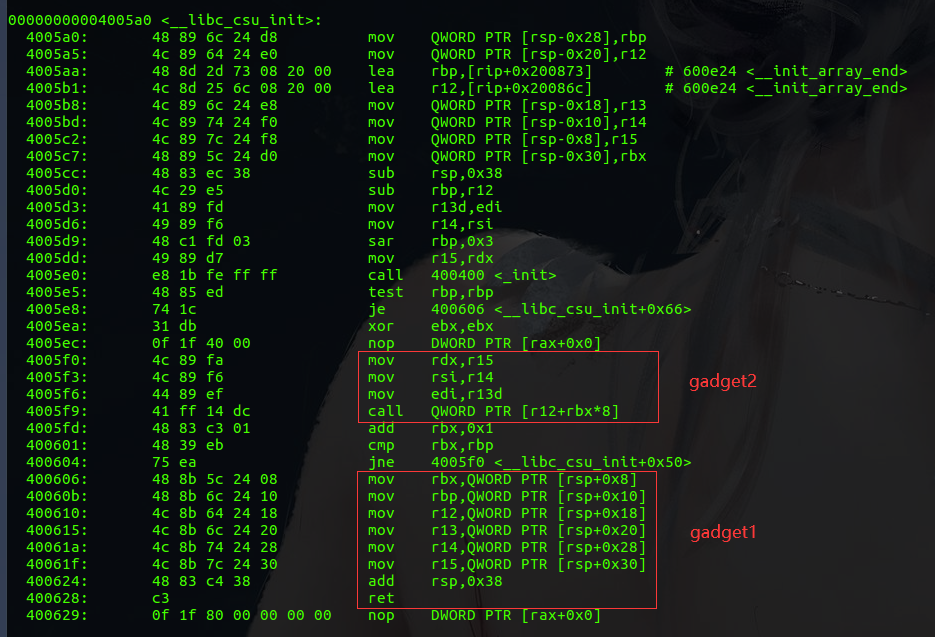 00000000004005a0 <__libc_csu_init>:
4005a0: 48 89 6c 24 d8 mov QWORD PTR [rsp-0x28],rbp
4005a5: 4c 89 64 24 e0 mov QWORD PTR [rsp-0x20],r12
4005aa: 48 8d 2d 73 08 20 00 lea rbp,[rip+0x200873] # 600e24 <__init_array_end>
4005b1: 4c 8d 25 6c 08 20 00 lea r12,[rip+0x20086c] # 600e24 <__init_array_end>
4005b8: 4c 89 6c 24 e8 mov QWORD PTR [rsp-0x18],r13
4005bd: 4c 89 74 24 f0 mov QWORD PTR [rsp-0x10],r14
4005c2: 4c 89 7c 24 f8 mov QWORD PTR [rsp-0x8],r15
4005c7: 48 89 5c 24 d0 mov QWORD PTR [rsp-0x30],rbx
4005cc: 48 83 ec 38 sub rsp,0x38
4005d0: 4c 29 e5 sub rbp,r12
4005d3: 41 89 fd mov r13d,edi
4005d6: 49 89 f6 mov r14,rsi
4005d9: 48 c1 fd 03 sar rbp,0x3
4005dd: 49 89 d7 mov r15,rdx
4005e0: e8 1b fe ff ff call 400400 <_init>
4005e5: 48 85 ed test rbp,rbp
4005e8: 74 1c je 400606 <__libc_csu_init+0x66>
4005ea: 31 db xor ebx,ebx
4005ec: 0f 1f 40 00 nop DWORD PTR [rax+0x0]
4005f0: 4c 89 fa mov rdx,r15
4005f3: 4c 89 f6 mov rsi,r14
4005f6: 44 89 ef mov edi,r13d
gadget2
4005f9: 41 ff 14 dc call QWORD PTR [r12+rbx*8]
4005fd: 48 83 c3 01 add rbx,0x1
400601: 48 39 eb cmp rbx,rbp
400604: 75 ea jne 4005f0 <__libc_csu_init+0x50>
400606: 48 8b 5c 24 08 mov rbx,QWORD PTR [rsp+0x8]
40060b: 48 8b 6c 24 10 mov rbp,QWORD PTR [rsp+0x10]
400610: 4c 8b 64 24 18 mov r12,QWORD PTR [rsp+0x18]
400615: 4c 8b 6c 24 20 mov r13,QWORD PTR [rsp+0x20]
gadget1
40061a: 4c 8b 74 24 28 mov r14,QWORD PTR [rsp+0x28]
40061f: 4c 8b 7c 24 30 mov r15,QWORD PTR [rsp+0x30]
400624: 48 83 c4 38 add rsp,0x38
400628: c3 ret
400629: 0f 1f 80 00 00 00 00 nop DWORD PTR [rax+0x0]